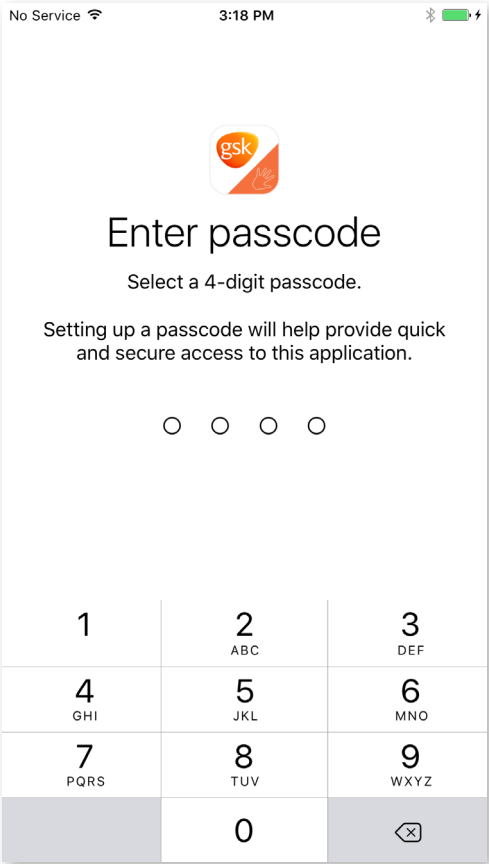 No Service 3:18 PM
gsk
Enter passcode
Select a 4-digit passcode.
Setting up a passcode will help provide quick
and secure access to this application.
1 2 3
ABC DEF
4 5 6
GHI JKL MNO
7 8 9
PQRS TUV WXYZ
0